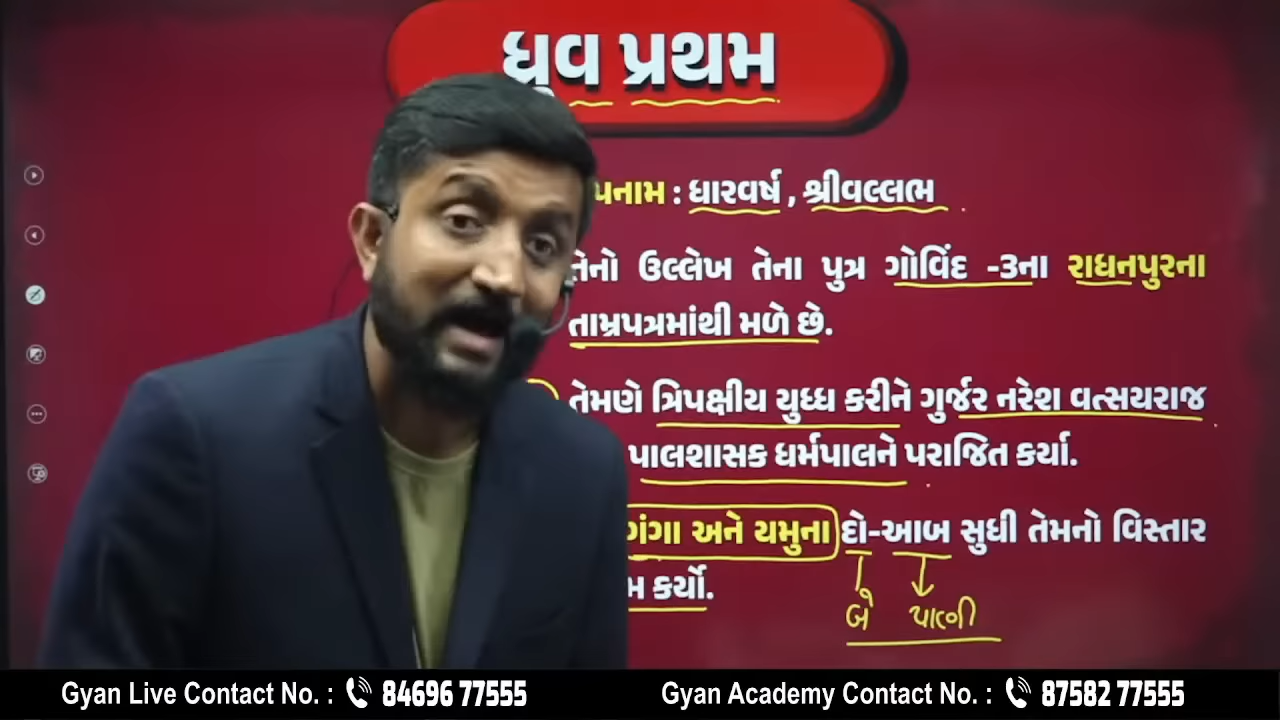 ધ્રુવ પ્રથમ
: ધારવર્ષ , શ્રીવલ્લભ
તેનો ઉલ્લેખ તેના પુત્ર ગોવિંદ -૩ના રાધનપુરના
તામ્રપત્રમાંથી મળે છે.
તેમણે ત્રિપક્ષીય યુધ્ધ કરીને ગુર્જર નરેશ વત્સયરાજ
પાલશાસક ધર્મપાલને પરાજિત કર્યા.
ગંગા અને યમુના દો-આબ સુધી તેમનો વિસ્તાર
કર્યો.
બે પાણી
Gyan Live Contact No. : 84696 77555 Gyan Academy Contact No. : 87582 77555